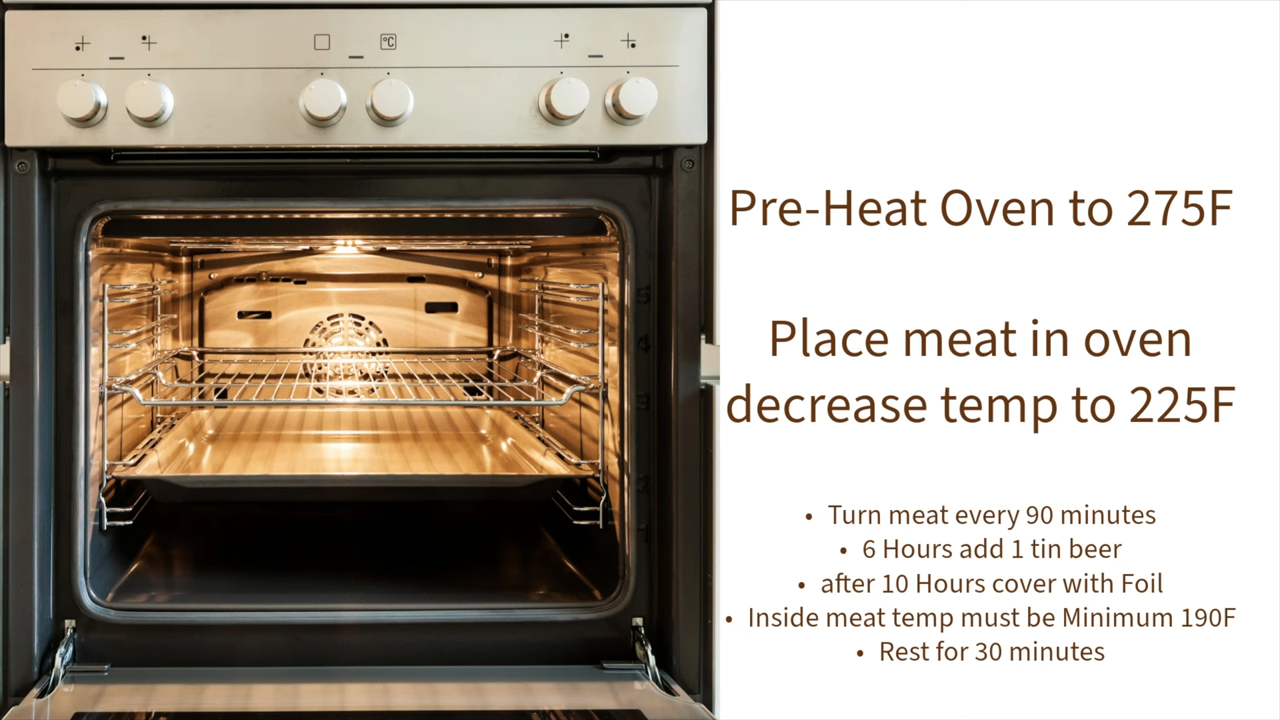 °C
Pre-Heat Oven to 275F
Place meat in oven
decrease temp to 225F
• Turn meat every 90 minutes
• 6 Hours add 1 tin beer
• after 10 Hours cover with Foil
• Inside meat temp must be Minimum 190F
• Rest for 30 minutes